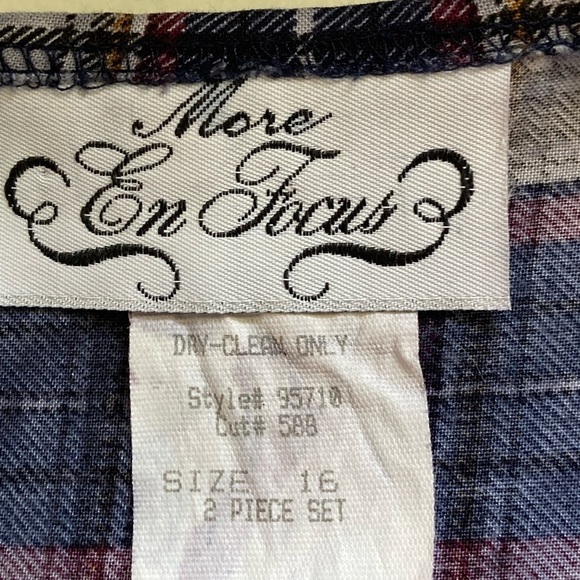 More
En Focus
DRY-CLEAN ONLY
Style# 95710
Cut# 588
SIZE 16
2 PIECE SET